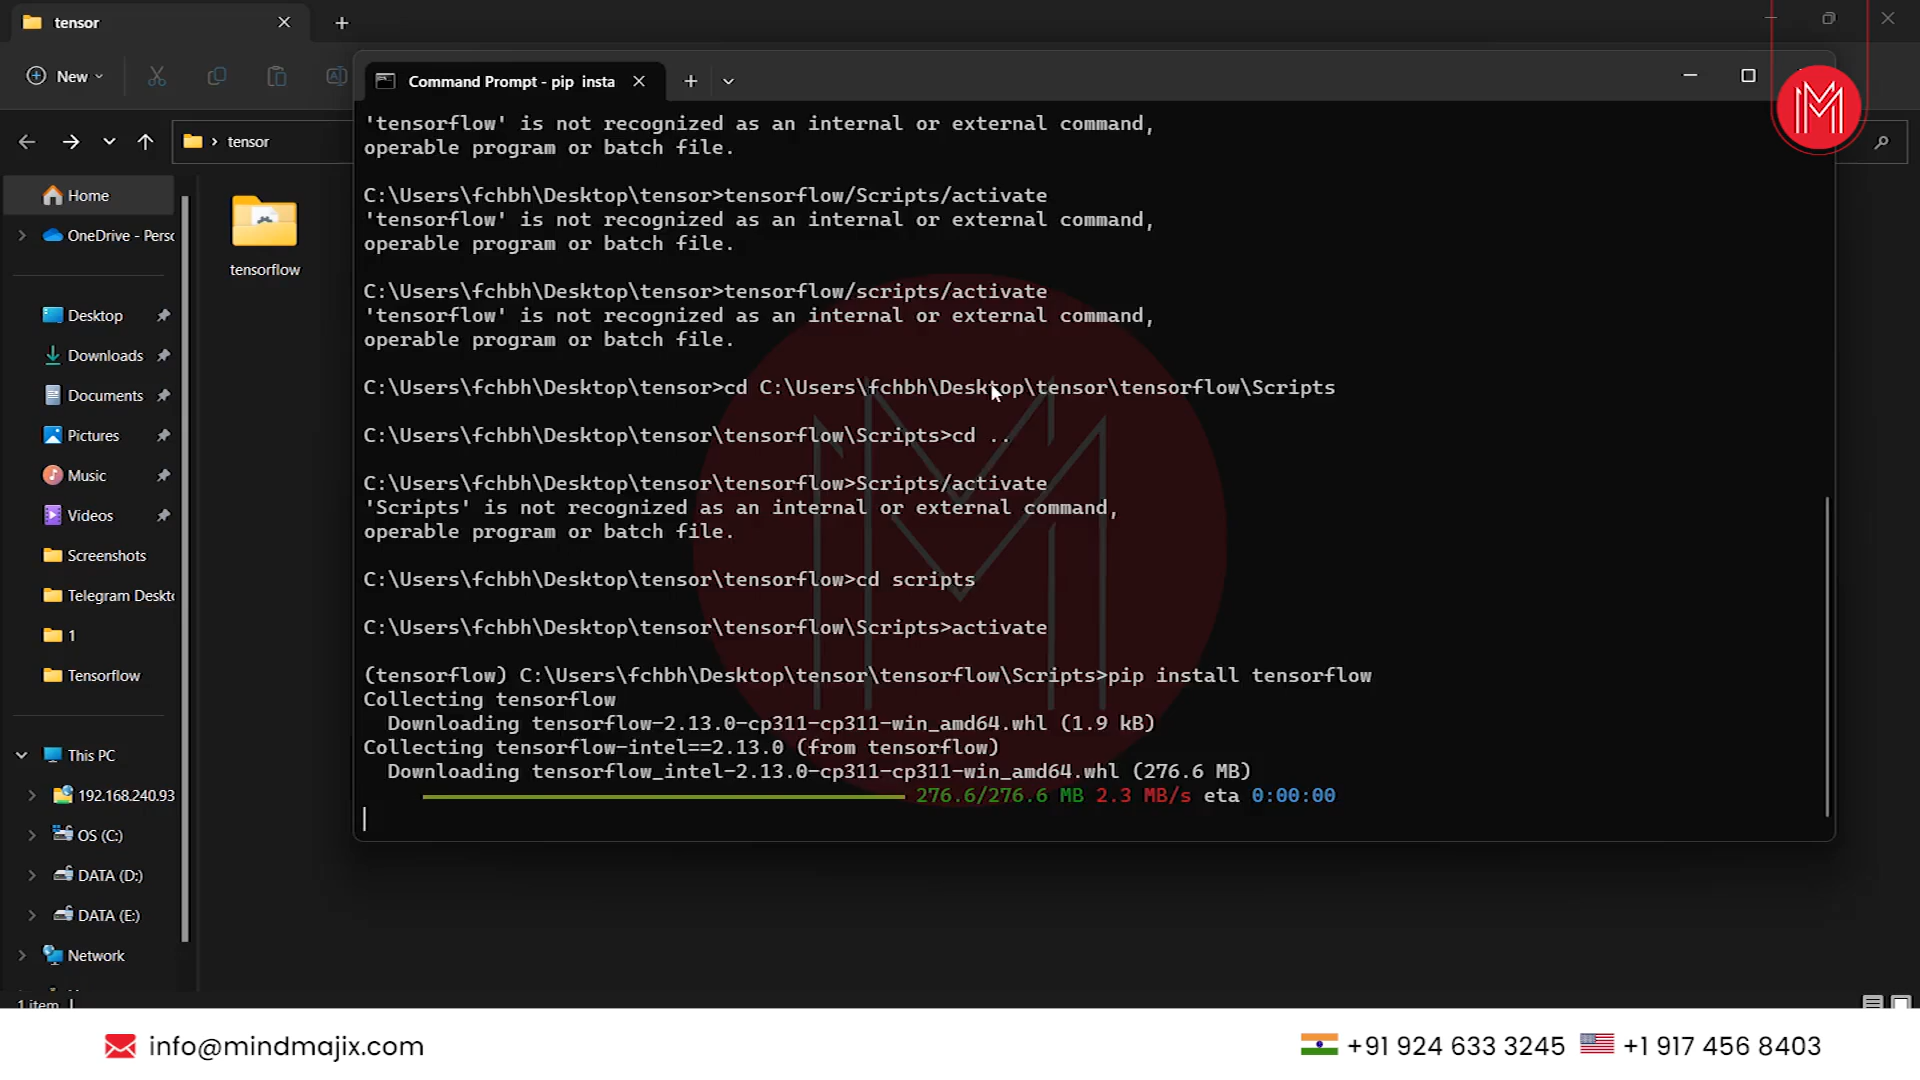 tensor
New
Command Prompt - pip insta
tensor
Home
OneDrive - Perso
Desktop
Downloads
Documents
Pictures
Music
Videos
Screenshots
Telegram Deskto
1
Tensorflow
This PC
192.168.240.93
OS (C:)
DATA (D:)
DATA (E:)
Network
1 item
tensorflow
'tensorflow' is not recognized as an internal or external command,
operable program or batch file.
C:\Users\fchbh\Desktop\tensor>tensorflow/Scripts/activate
'tensorflow' is not recognized as an internal or external command,
operable program or batch file.
C:\Users\fchbh\Desktop\tensor>tensorflow/scripts/activate
'tensorflow' is not recognized as an internal or external command,
operable program or batch file.
C:\Users\fchbh\Desktop\tensor>cd C:\Users\fchbh\Desktop\tensor\tensorflow\Scripts
C:\Users\fchbh\Desktop\tensor\tensorflow\Scripts>cd ..
C:\Users\fchbh\Desktop\tensor\tensorflow>Scripts/activate
'Scripts' is not recognized as an internal or external command,
operable program or batch file.
C:\Users\fchbh\Desktop\tensor\tensorflow>cd scripts
C:\Users\fchbh\Desktop\tensor\tensorflow\Scripts>activate
(tensorflow) C:\Users\fchbh\Desktop\tensor\tensorflow\Scripts>pip install tensorflow
Collecting tensorflow
Downloading tensorflow-2.13.0-cp311-cp311-win_amd64.whl (1.9 kB)
Collecting tensorflow-intel==2.13.0 (from tensorflow)
Downloading tensorflow_intel-2.13.0-cp311-cp311-win_amd64.whl (276.6 MB)
276.6/276.6 MB 2.3 MB/s eta 0:00:00
info@mindmajix.com
+91 924 633 3245
+1 917 456 8403